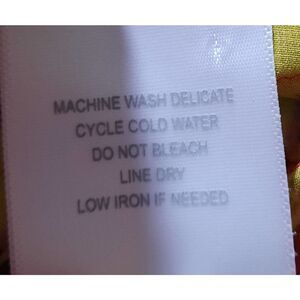 MACHINE WASH DELICATE
CYCLE COLD WATER
DO NOT BLEACH
LINE DRY
LOW IRON IF NEEDED